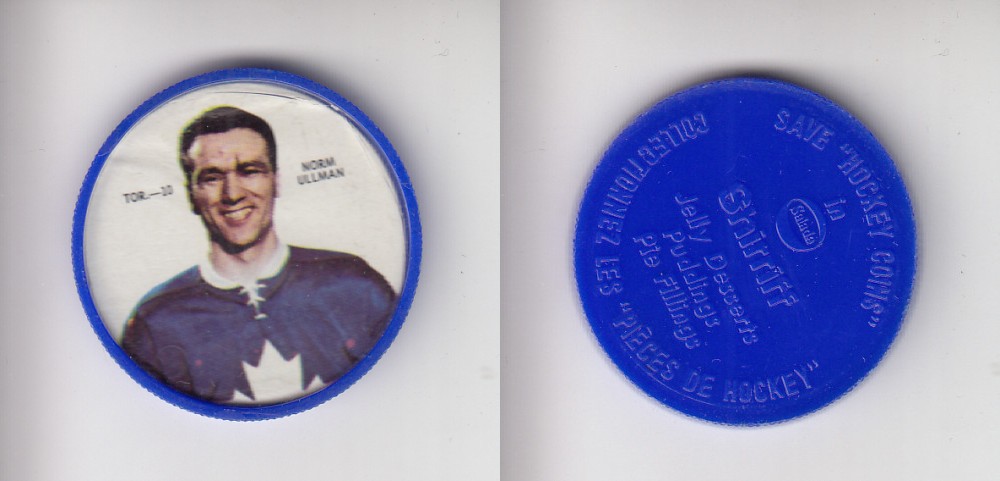 TOR.—10
NORM
ULLMAN
SAVE "HOCKEY COINS"
in
Salada
Shirriff
Jelly Desserts
Puddings
Pie Fillings
COLLECTIONNEZ LES "PIÈCES DE HOCKEY"